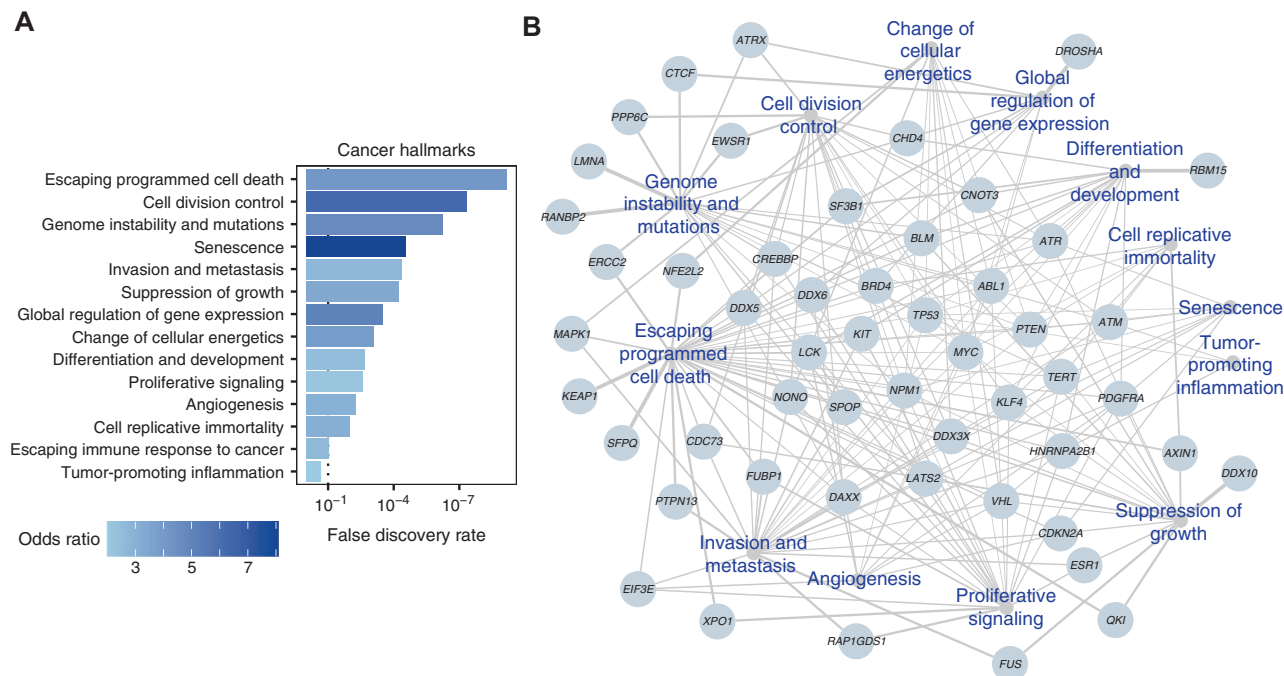 A
Cancer hallmarks
Escaping programmed cell death
Cell division control
Genome instability and mutations
Senescence
Invasion and metastasis
Suppression of growth
Global regulation of gene expression
Change of cellular energetics
Differentiation and development
Proliferative signaling
Angiogenesis
Cell replicative immortality
Escaping immune response to cancer
Tumor-promoting inflammation
10⁻¹ 10⁻⁴ 10⁻⁷
False discovery rate
Odds ratio
3 5 7
B
ATRX
Change of
cellular
energetics
DROSHA
CTCF
Global
regulation of
gene expression
Cell division
control
PPP6C
EWSR1
CHD4
LMNA
Differentiation
and
development
RBM15
Genome
instability and
mutations
RANBP2
SF3B1
CNOT3
BLM
ATR
Cell replicative
immortality
ERCC2
NFE2L2
CREBBP
DDX5
DDX6
BRD4
ABL1
Senescence
MAPK1
Escaping
programmed
cell death
KIT
TP53
PTEN
ATM
LCK
MYC
Tumor-
promoting
inflammation
TERT
KEAP1
NONO
SPOP
NPM1
KLF4
PDGFRA
SFPQ
CDC73
DDX3X
HNRNPA2B1
AXIN1
FUBP1
LATS2
DDX10
PTPN13
DAXX
VHL
Suppression of
growth
Invasion and
metastasis
CDKN2A
Angiogenesis
ESR1
EIF3E
Proliferative
signaling
XPO1
QKI
RAP1GDS1
FUS